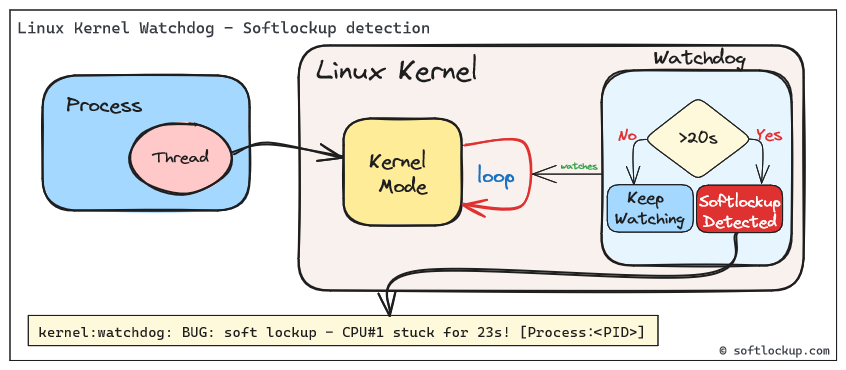 Linux Kernel Watchdog - Softlockup detection
Process
Thread
Linux Kernel
Kernel
Mode
loop
watches
Watchdog
>20s
No
Yes
Keep
Watching
Softlockup
Detected
kernel:watchdog: BUG: soft lockup - CPU#1 stuck for 23s! [Process:<PID>]
© softlockup.com